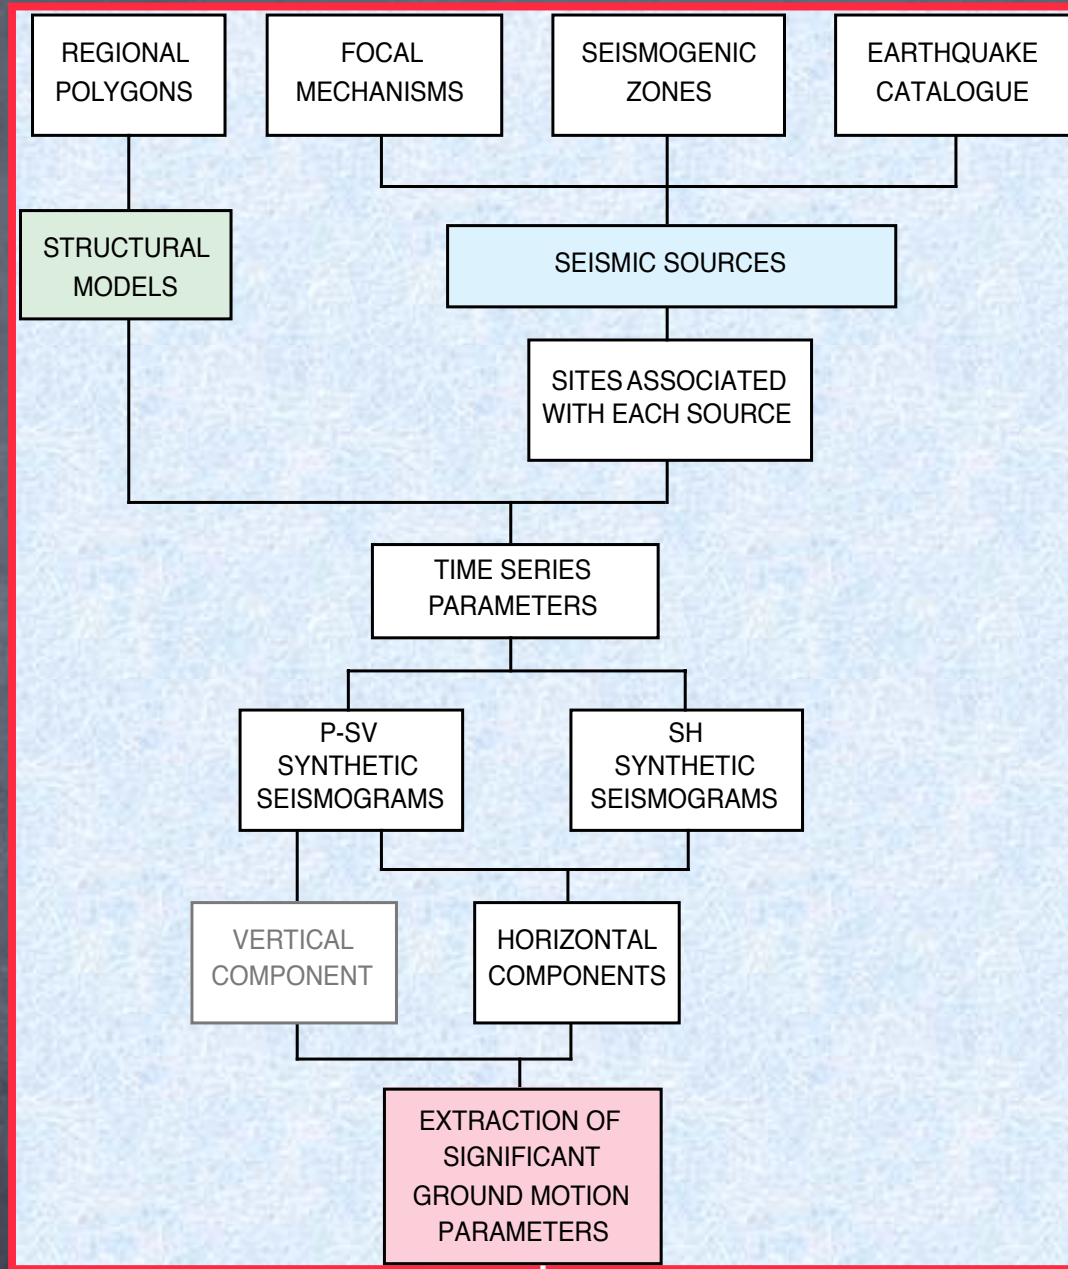 REGIONAL
POLYGONS
FOCAL
MECHANISMS
SEISMOGENIC
ZONES
EARTHQUAKE
CATALOGUE
STRUCTURAL
MODELS
SEISMIC SOURCES
SITES ASSOCIATED
WITH EACH SOURCE
TIME SERIES
PARAMETERS
P-SV
SYNTHETIC
SEISMOGRAMS
SH
SYNTHETIC
SEISMOGRAMS
VERTICAL
COMPONENT
HORIZONTAL
COMPONENTS
EXTRACTION OF
SIGNIFICANT
GROUND MOTION
PARAMETERS